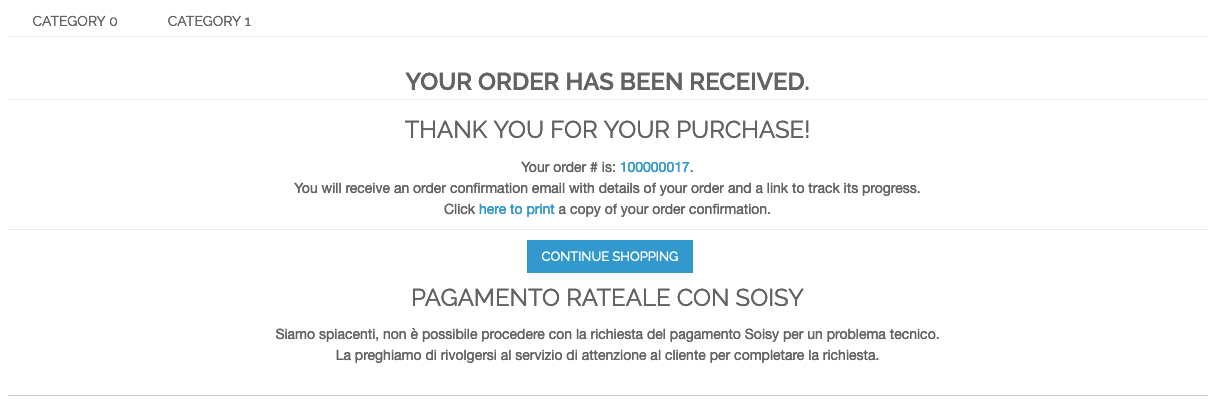 CATEGORY 0 CATEGORY 1
YOUR ORDER HAS BEEN RECEIVED.
THANK YOU FOR YOUR PURCHASE!
Your order # is: 100000017.
You will receive an order confirmation email with details of your order and a link to track its progress.
Click here to print a copy of your order confirmation.
CONTINUE SHOPPING
PAGAMENTO RATEALE CON SOISY
Siamo spiacenti, non è possibile procedere con la richiesta del pagamento Soisy per un problema tecnico.
La preghiamo di rivolgersi al servizio di attenzione al cliente per completare la richiesta.